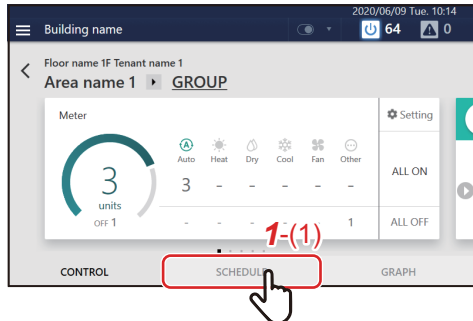 2020/06/09 Tue. 10:14
Building name 64 0
Floor name 1F Tenant name 1
Area name 1 GROUP
Meter Setting
Auto Heat Dry Cool Fan Other
3 units 3 - - - - - ALL ON
OFF 1 - - - 1 ALL OFF
1-(1)
CONTROL SCHEDULE GRAPH